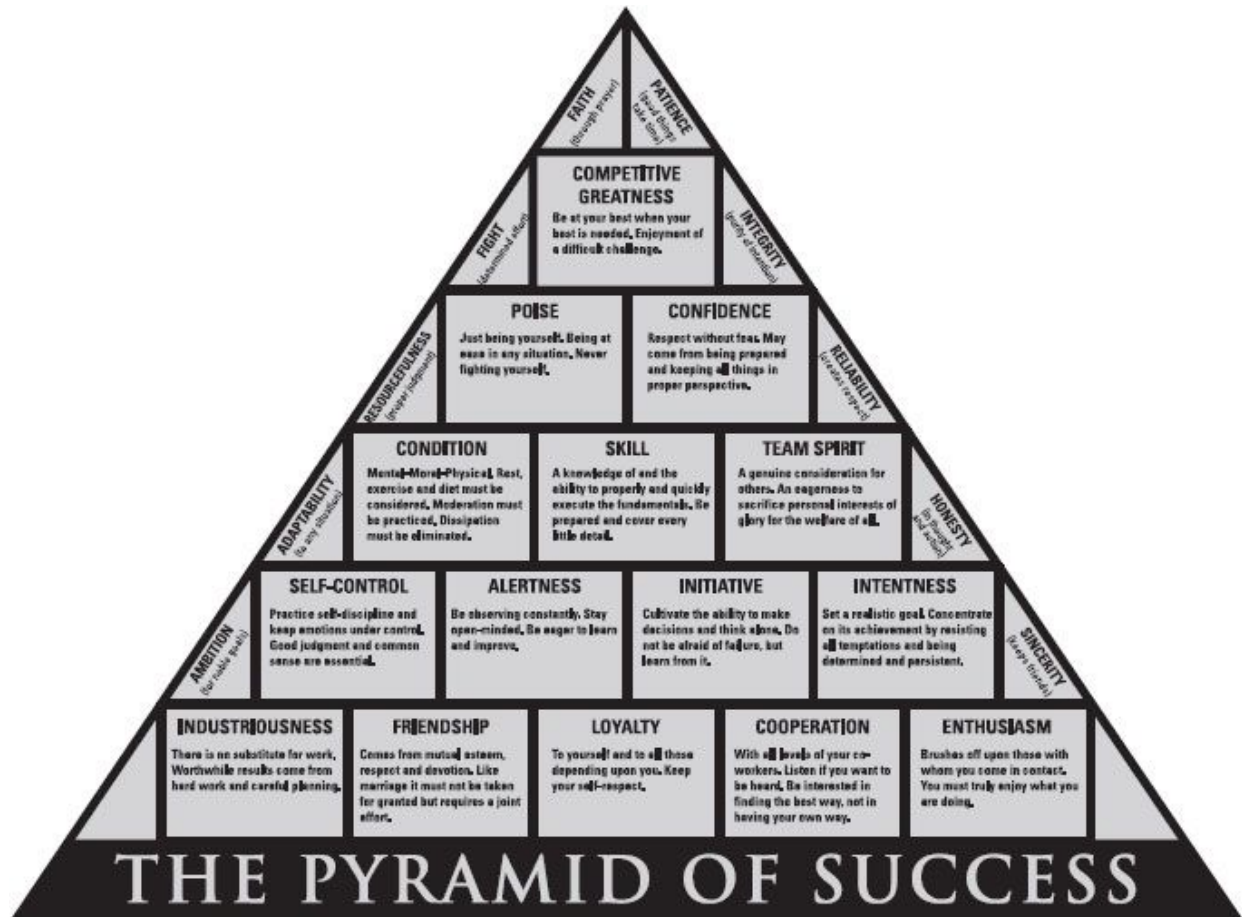 FAITH
(through prayer)
PATIENCE
(good things
take time)
COMPETITIVE
GREATNESS
Be at your best when your
best is needed. Enjoyment of
a difficult challenge.
FIGHT
(determined effort)
INTEGRITY
(purity of intention)
POISE
Just being yourself. Being at
ease in any situation. Never
fighting yourself.
CONFIDENCE
Respect without fear. May
come from being prepared
and keeping all things in
proper perspective.
RESOURCEFULNESS
(proper judgment)
RELIABILITY
(creates respect)
CONDITION
Mental-Moral-Physical. Rest,
exercise and diet must be
considered. Moderation must
be practiced. Dissipation
must be eliminated.
SKILL
A knowledge of and the
ability to properly and quickly
execute the fundamentals. Be
prepared and cover every
little detail.
TEAM SPIRIT
A genuine consideration for
others. An eagerness to
sacrifice personal interests of
glory for the welfare of all.
ADAPTABILITY
(to any situation)
HONESTY
(in thought
and action)
SELF-CONTROL
Practice self-discipline and
keep emotions under control.
Good judgment and common
sense are essential.
ALERTNESS
Be observing constantly. Stay
open-minded. Be eager to learn
and improve.
INITIATIVE
Cultivate the ability to make
decisions and think alone. Do
not be afraid of failure, but
learn from it.
INTENTNESS
Set a realistic goal. Concentrate
on its achievement by resisting
all temptations and being
determined and persistent.
AMBITION
(for noble goals)
SINCERITY
(keeps friends)
INDUSTRIOUSNESS
There is no substitute for work.
Worthwhile results come from
hard work and careful planning.
FRIENDSHIP
Comes from mutual esteem,
respect and devotion. Like
marriage it must not be taken
for granted but requires a joint
effort.
LOYALTY
To yourself and to all those
depending upon you. Keep
your self-respect.
COOPERATION
With all levels of your co-
workers. Listen if you want to
be heard. Be interested in
finding the best way, not in
having your own way.
ENTHUSIASM
Brushes off upon those with
whom you come in contact.
You must truly enjoy what you
are doing.
THE PYRAMID OF SUCCESS